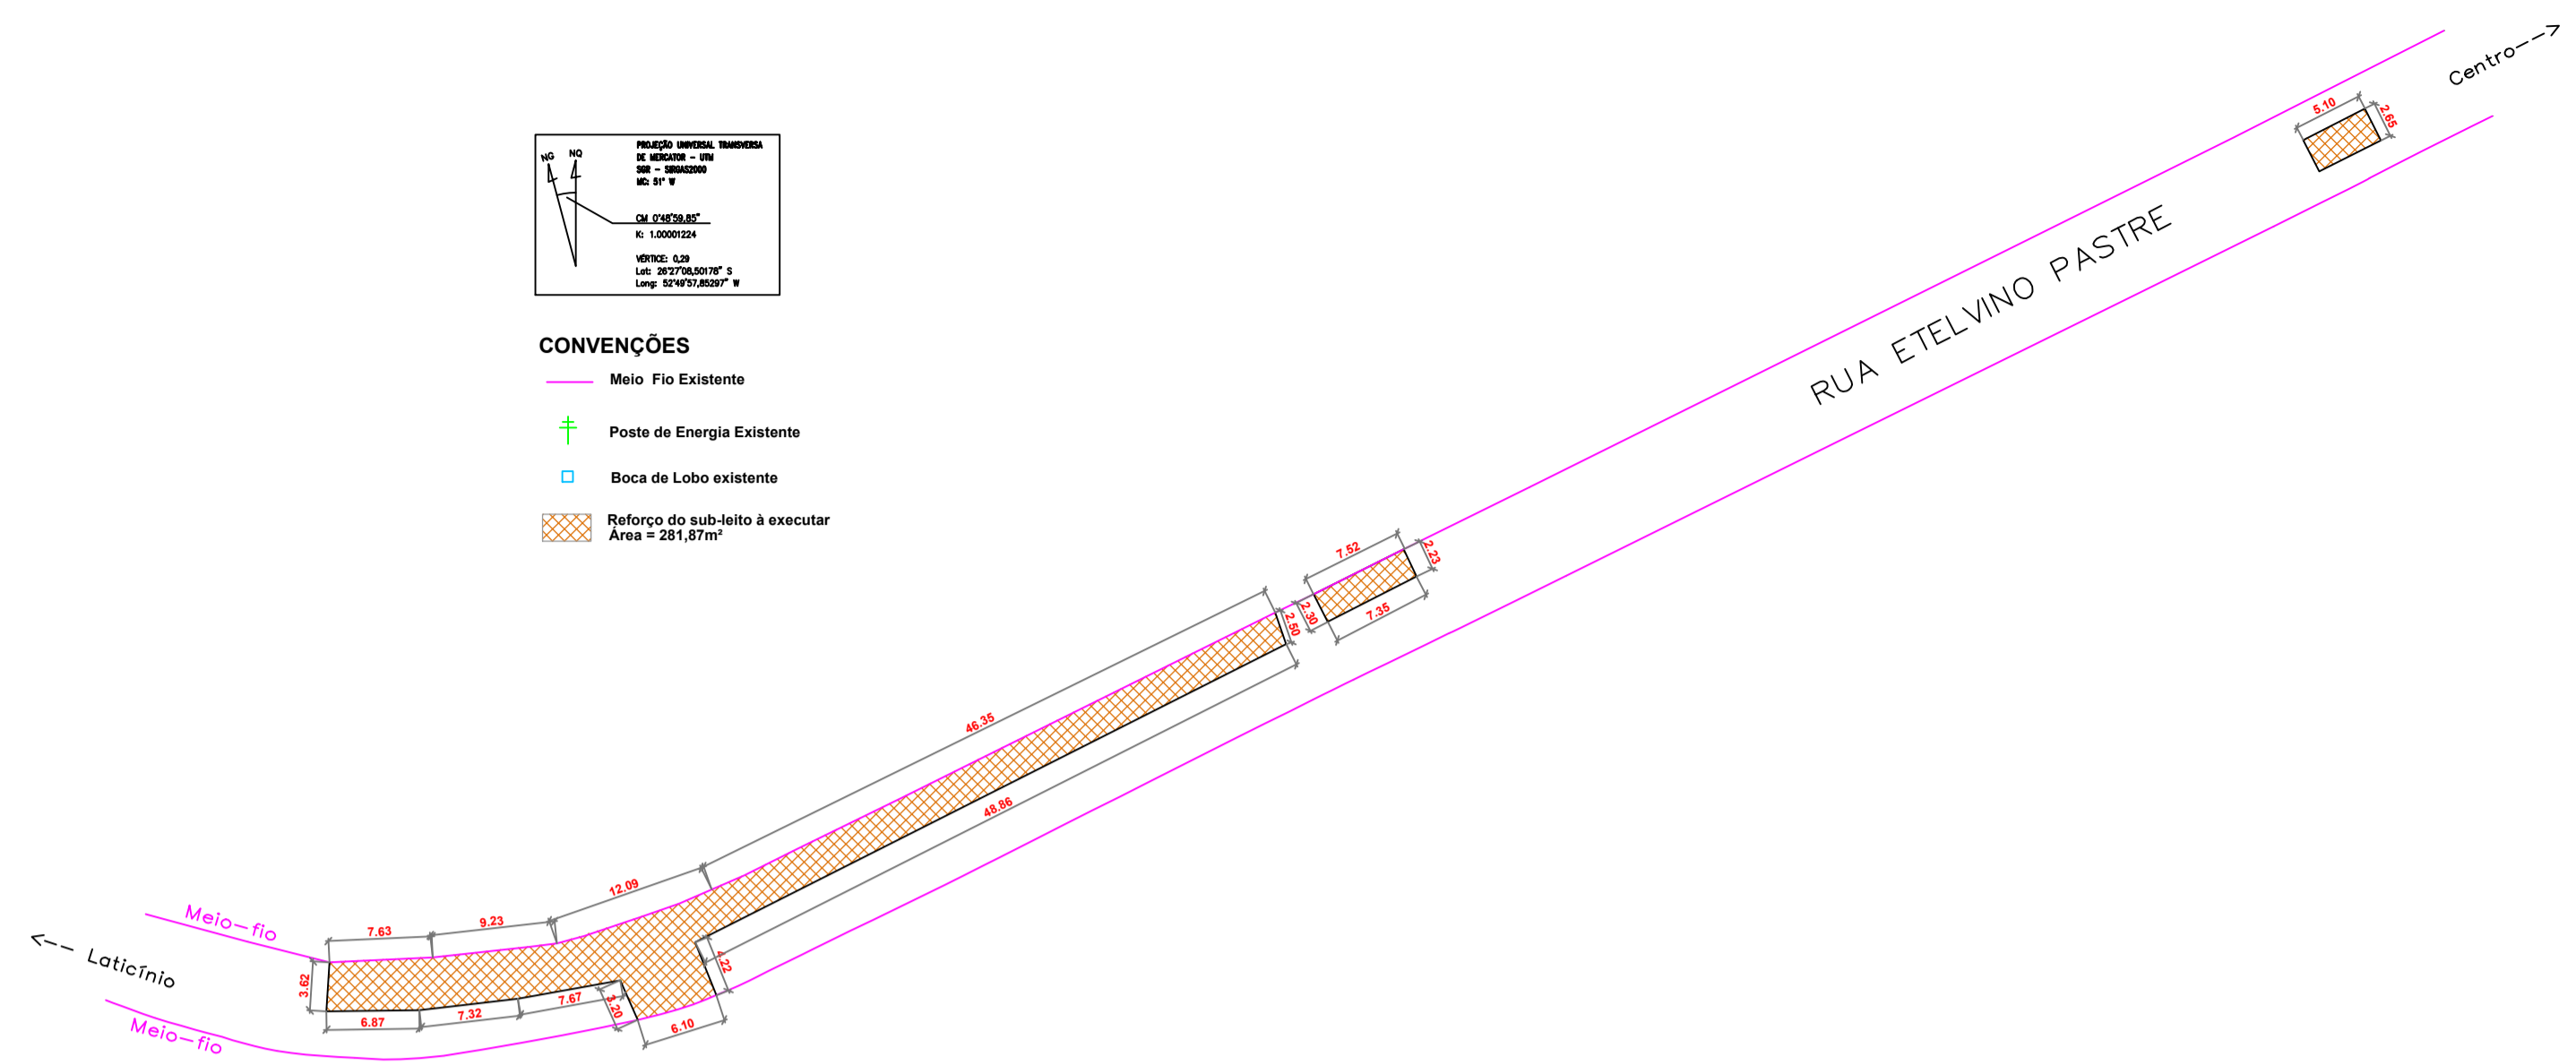 Centro
5.10
2.65
RUA ETELVINO PASTRE
NG
NQ
PROJEÇÃO UNIVERSAL TRANSVERSA
DE MERCATOR - UTM
SGR - SIRGAS2000
MC: 51° W
CM 0°48'59,85"
K: 1.00001224
VÉRTICE: 0,29
Lat: 26°27'08,50178" S
Long: 52°49'57,85297" W
CONVENÇÕES
Meio Fio Existente
Poste de Energia Existente
Boca de Lobo existente
Reforço do sub-leito à executar
Área = 281,87m²
7.52
2.23
2.30
7.35
2.50
46.35
48.86
12.09
9.23
7.63
Meio-fio
Laticínio
3.62
4.22
7.67
3.20
7.32
6.87
6.10
Meio-fio